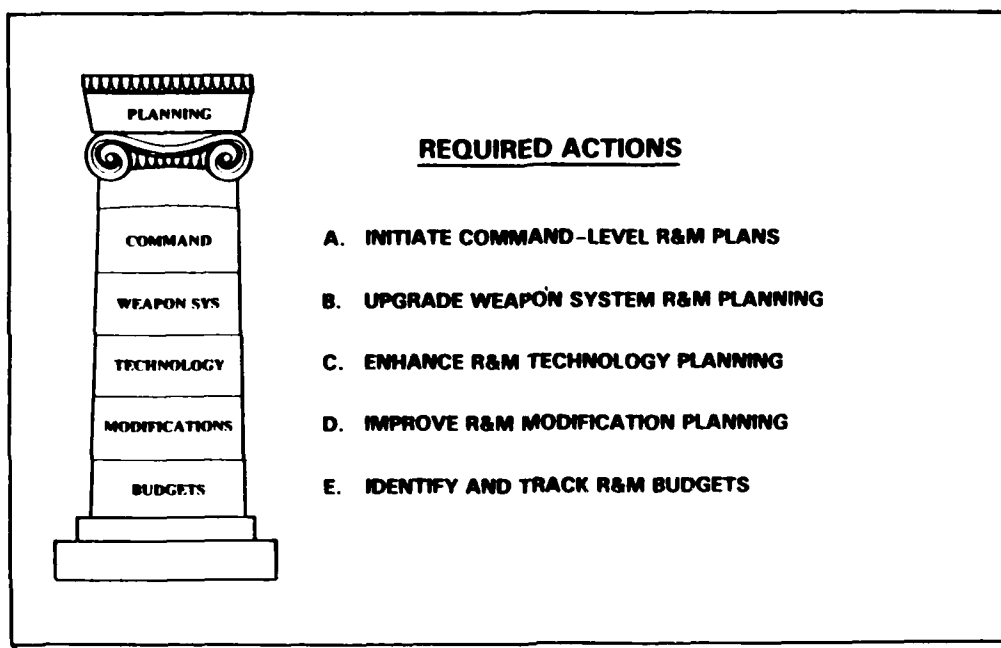 PLANNING
REQUIRED ACTIONS
COMMAND
A. INITIATE COMMAND-LEVEL R&M PLANS
WEAPON SYS
B. UPGRADE WEAPON SYSTEM R&M PLANNING
TECHNOLOGY
C. ENHANCE R&M TECHNOLOGY PLANNING
MODIFICATIONS
D. IMPROVE R&M MODIFICATION PLANNING
BUDGETS
E. IDENTIFY AND TRACK R&M BUDGETS